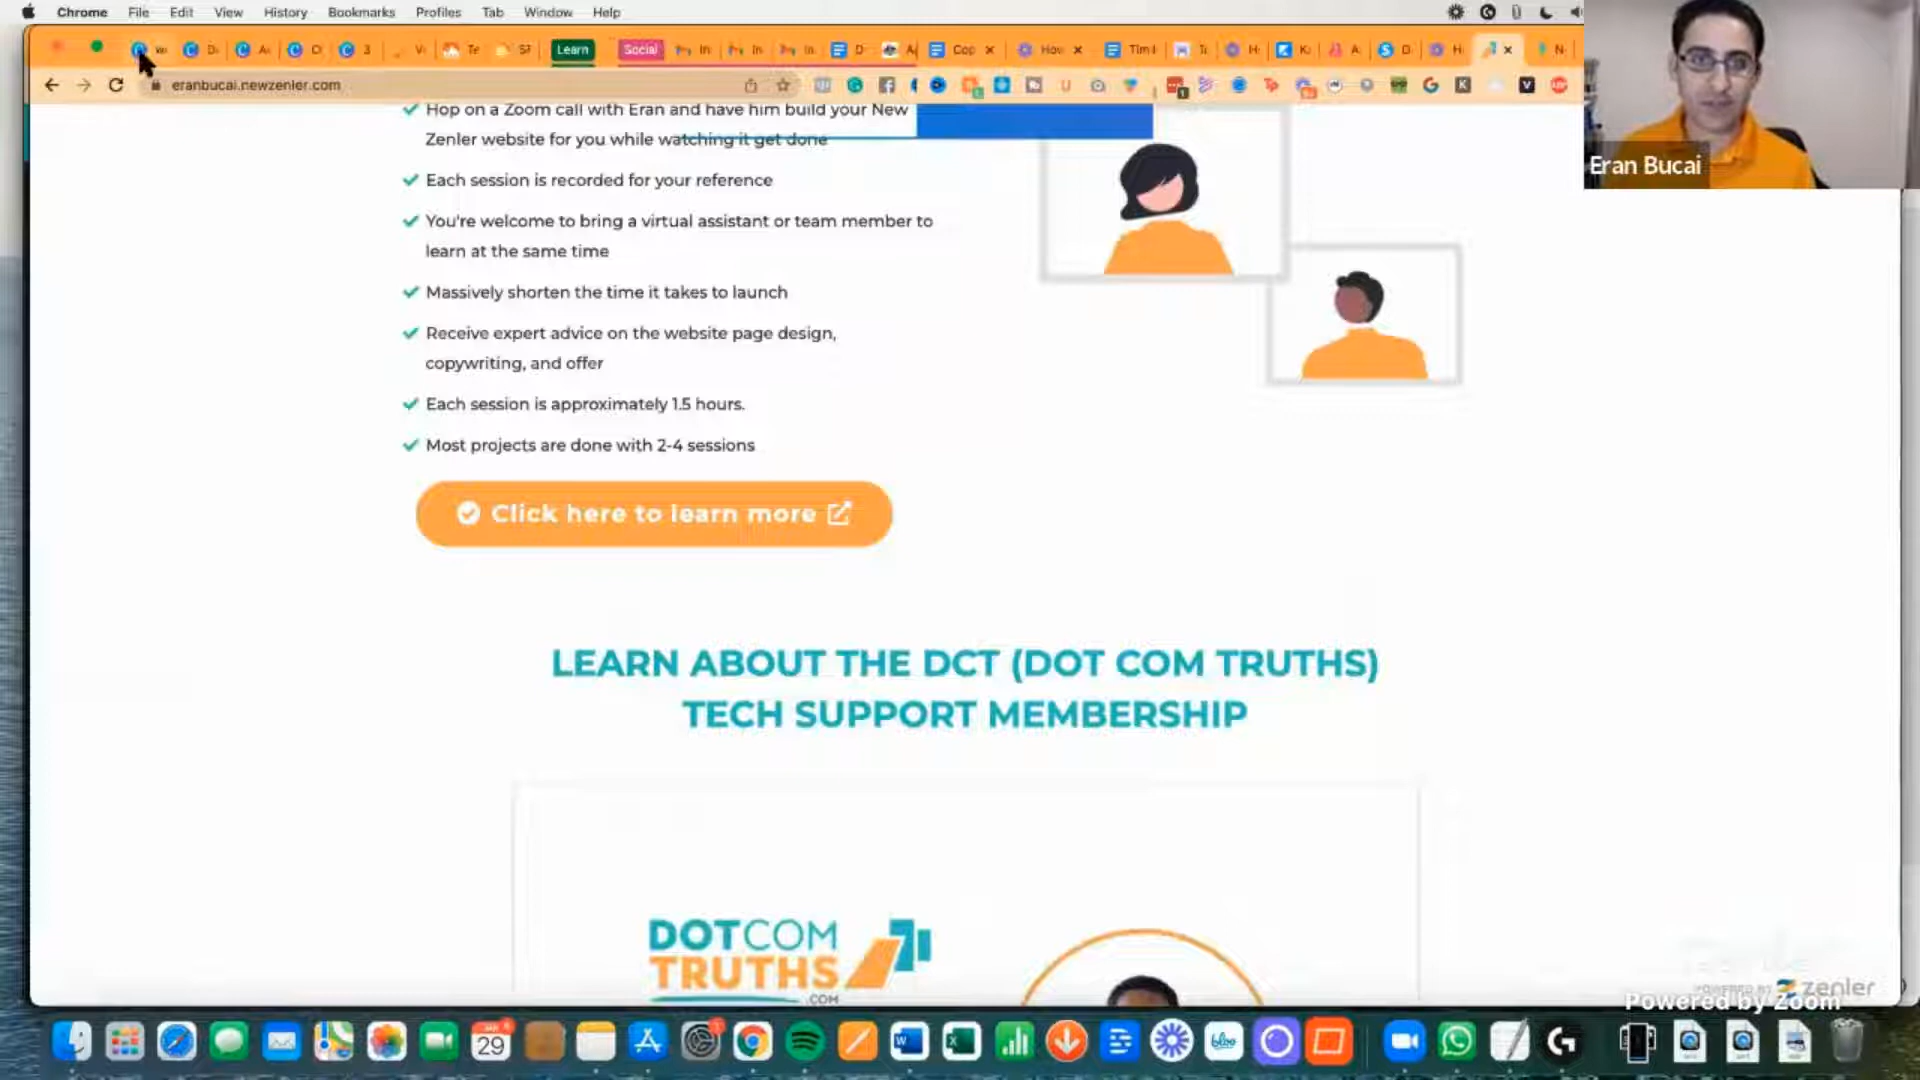 Chrome File Edit View History Bookmarks Profiles Tab Window Help
Learn Social Cop How Tim
eranbucai.newzenler.com
Eran Bucai
Hop on a Zoom call with Eran and have him build your New
Zenler website for you while watching it get done
Each session is recorded for your reference
You're welcome to bring a virtual assistant or team member to
learn at the same time
Massively shorten the time it takes to launch
Receive expert advice on the website page design,
copywriting, and offer
Each session is approximately 1.5 hours.
Most projects are done with 2-4 sessions
Click here to learn more
LEARN ABOUT THE DCT (DOT COM TRUTHS)
TECH SUPPORT MEMBERSHIP
DOTCOM
TRUTHS
.COM
POWERED BY zenler
Powered by Zoom
29